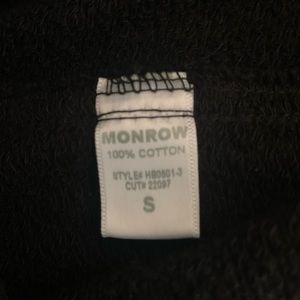 MONROW
100% COTTON
STYLE# HB0501-3
CUT# 22097
S